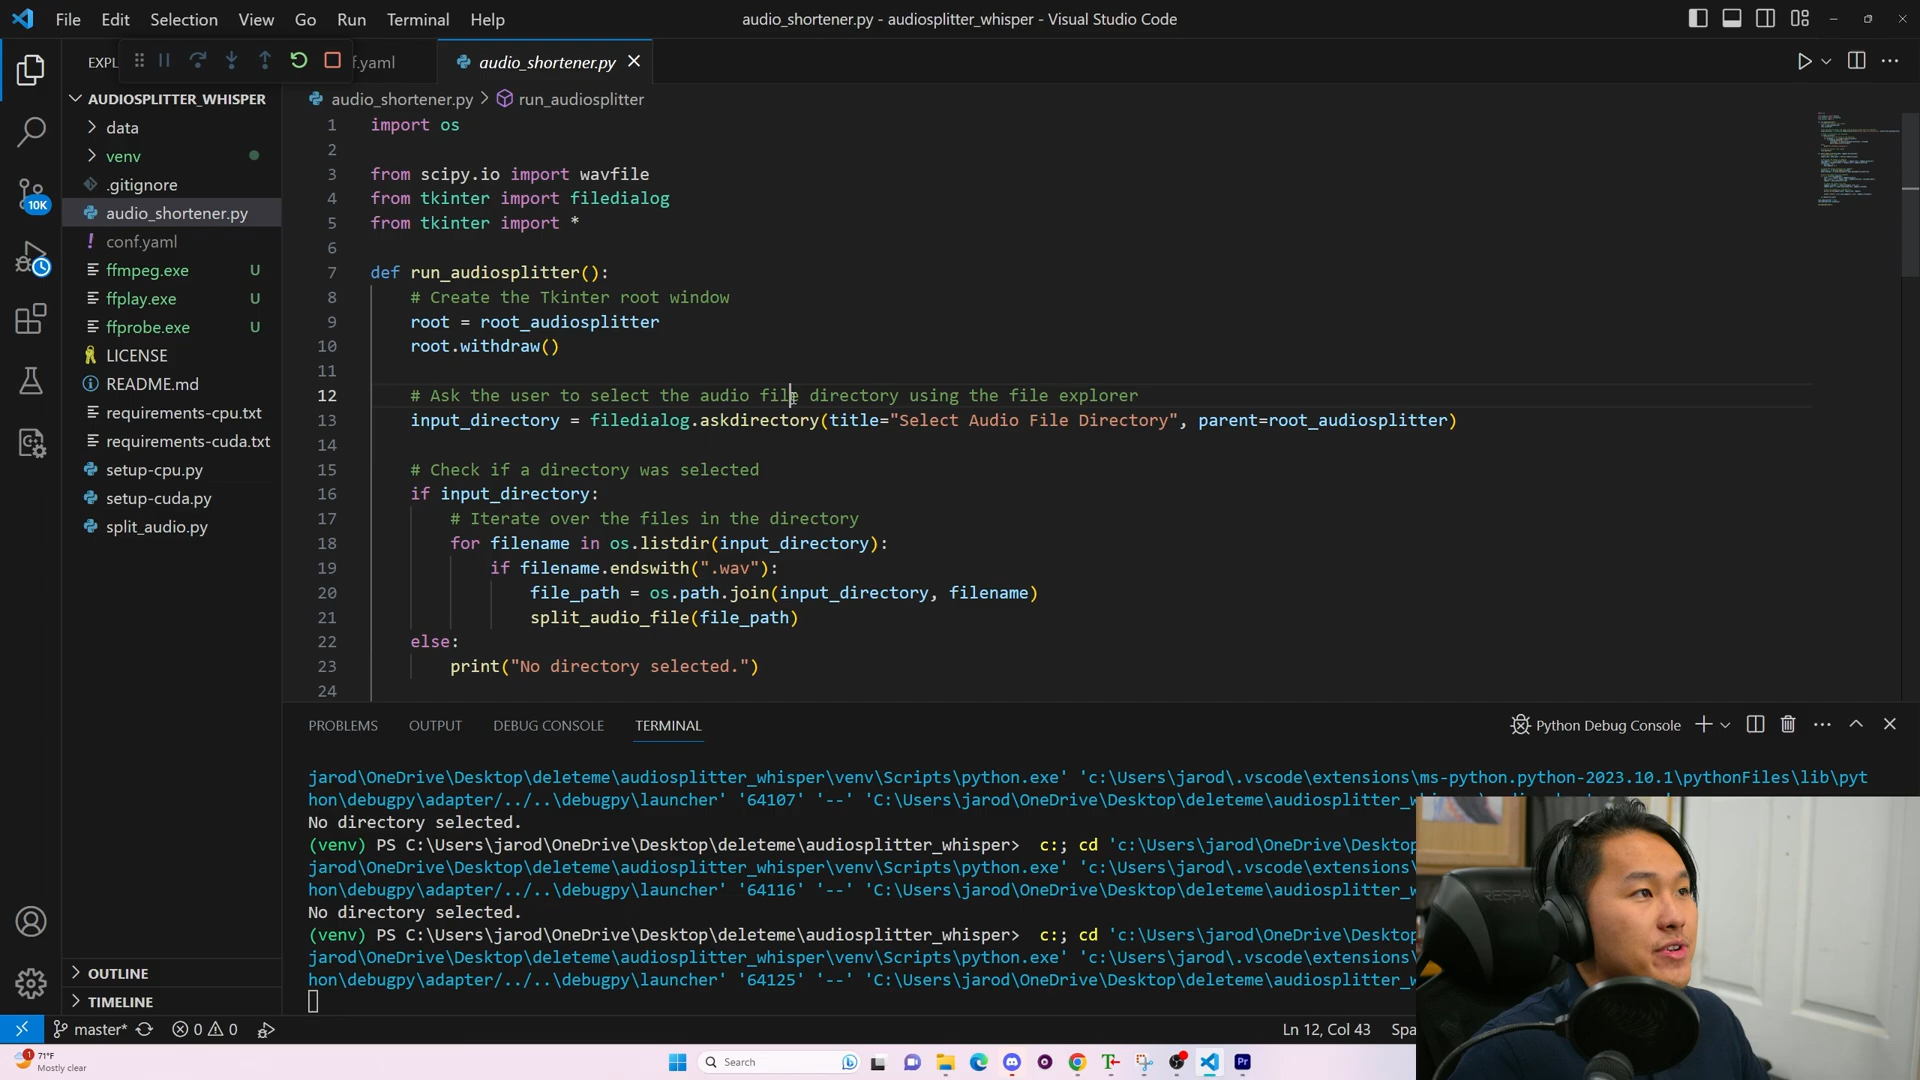 File Edit Selection View Go Run Terminal Help
audio_shortener.py - audiosplitter_whisper - Visual Studio Code
EXPL
f.yaml
audio_shortener.py
AUDIOSPLITTER_WHISPER
data
venv
.gitignore
audio_shortener.py
conf.yaml
ffmpeg.exe U
ffplay.exe U
ffprobe.exe U
LICENSE
README.md
requirements-cpu.txt
requirements-cuda.txt
setup-cpu.py
setup-cuda.py
split_audio.py
10K
OUTLINE
TIMELINE
audio_shortener.py > run_audiosplitter
1 import os
2
3 from scipy.io import wavfile
4 from tkinter import filedialog
5 from tkinter import *
6
7 def run_audiosplitter():
8 # Create the Tkinter root window
9 root = root_audiosplitter
10 root.withdraw()
11
12 # Ask the user to select the audio file directory using the file explorer
13 input_directory = filedialog.askdirectory(title="Select Audio File Directory", parent=root_audiosplitter)
14
15 # Check if a directory was selected
16 if input_directory:
17 # Iterate over the files in the directory
18 for filename in os.listdir(input_directory):
19 if filename.endswith(".wav"):
20 file_path = os.path.join(input_directory, filename)
21 split_audio_file(file_path)
22 else:
23 print("No directory selected.")
24
PROBLEMS OUTPUT DEBUG CONSOLE TERMINAL
Python Debug Console
jarod\OneDrive\Desktop\deleteme\audiosplitter_whisper\venv\Scripts\python.exe' 'c:\Users\jarod\.vscode\extensions\ms-python.python-2023.10.1\pythonFiles\lib\pyt
hon\debugpy\adapter/../..\debugpy\launcher' '64107' '--' 'C:\Users\jarod\OneDrive\Desktop\deleteme\audiosplitter_w
No directory selected.
(venv) PS C:\Users\jarod\OneDrive\Desktop\deleteme\audiosplitter_whisper> c:; cd 'c:\Users\jarod\OneDrive\Deskto
jarod\OneDrive\Desktop\deleteme\audiosplitter_whisper\venv\Scripts\python.exe' 'c:\Users\jarod\.vscode\extensions\
hon\debugpy\adapter/../..\debugpy\launcher' '64116' '--' 'C:\Users\jarod\OneDrive\Desktop\deleteme\audiosplitter_w
No directory selected.
(venv) PS C:\Users\jarod\OneDrive\Desktop\deleteme\audiosplitter_whisper> c:; cd 'c:\Users\jarod\OneDrive\Desktop
jarod\OneDrive\Desktop\deleteme\audiosplitter_whisper\venv\Scripts\python.exe' 'c:\Users\jarod\.vscode\extensions\
hon\debugpy\adapter/../..\debugpy\launcher' '64125' '--' 'C:\Users\jarod\OneDrive\Desktop\deleteme\audiosplitter_w
master* 0 0
Ln 12, Col 43 Spa
1
71°F
Mostly clear
Search
Pr